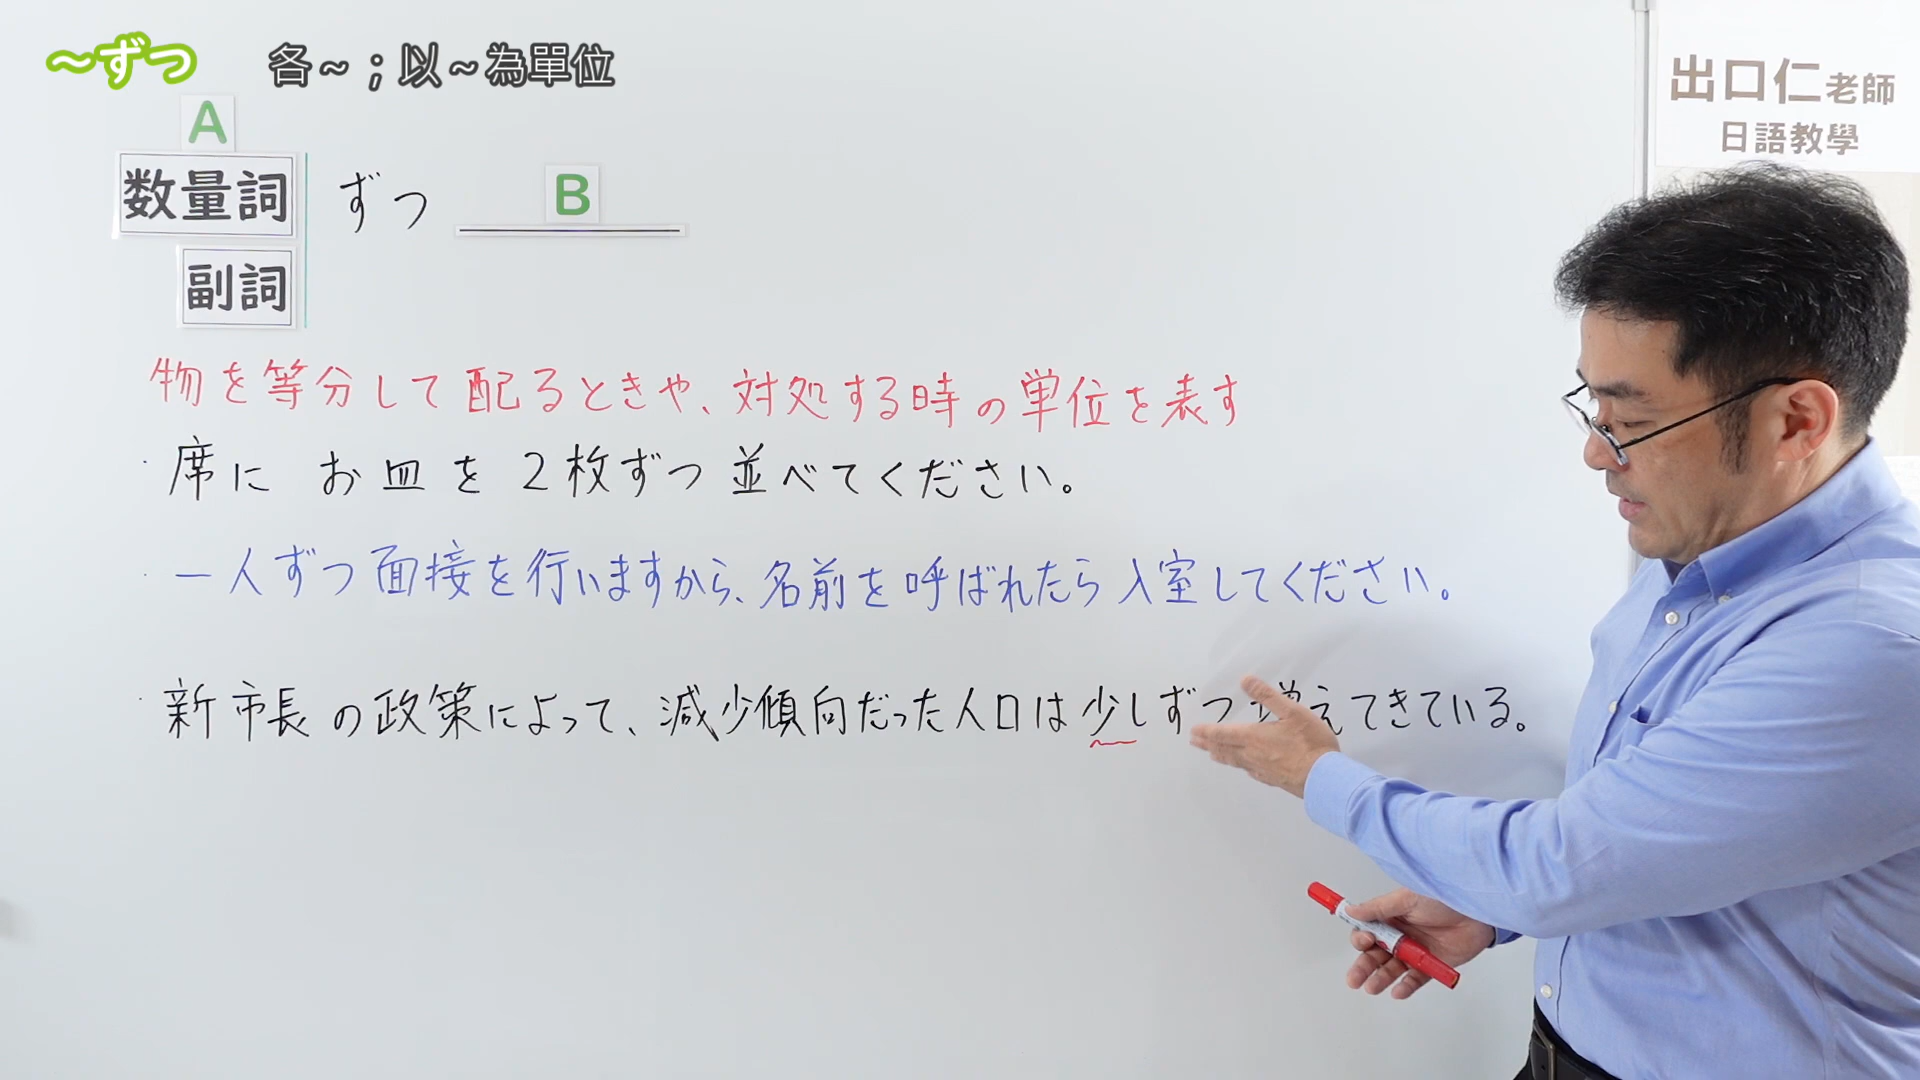 ～ずつ 各～；以～為單位
出口仁老師
日語教學
A
数量詞 ずつ B
副詞
物を等分して配るときや、対処する時の単位を表す
・席に お皿を2枚ずつ並べてください。
・一人ずつ面接を行いますから、名前を呼ばれたら入室してください。
・新市長の政策によって、減少傾向だった人口は少しずつ増えてきている。